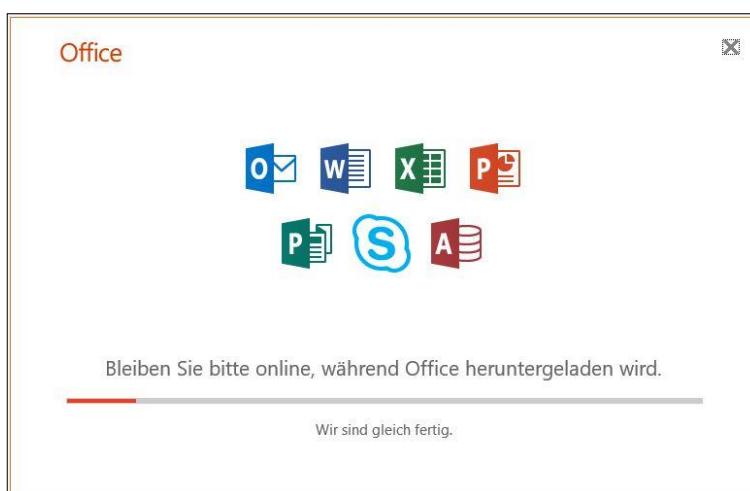 Office
O W X P
P S A
Bleiben Sie bitte online, während Office heruntergeladen wird.
Wir sind gleich fertig.